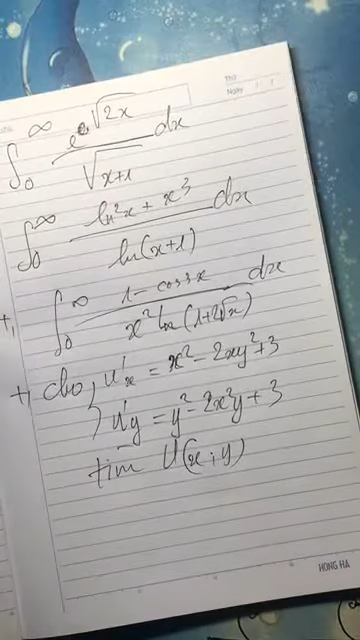 Thứ
Ngày
∫₀^∞ e^√(2x) / √(x+1) dx
∫₀^∞ (ln²x + x³) / ln(x+1) dx
+, ∫₀^∞ (1 - cos3x) / (x² ln(1+2√x)) dx
+, cho, u'x = x² - 2xy² + 3
u'y = y² - 2x²y + 3
tìm U(x; y)
HONG HA